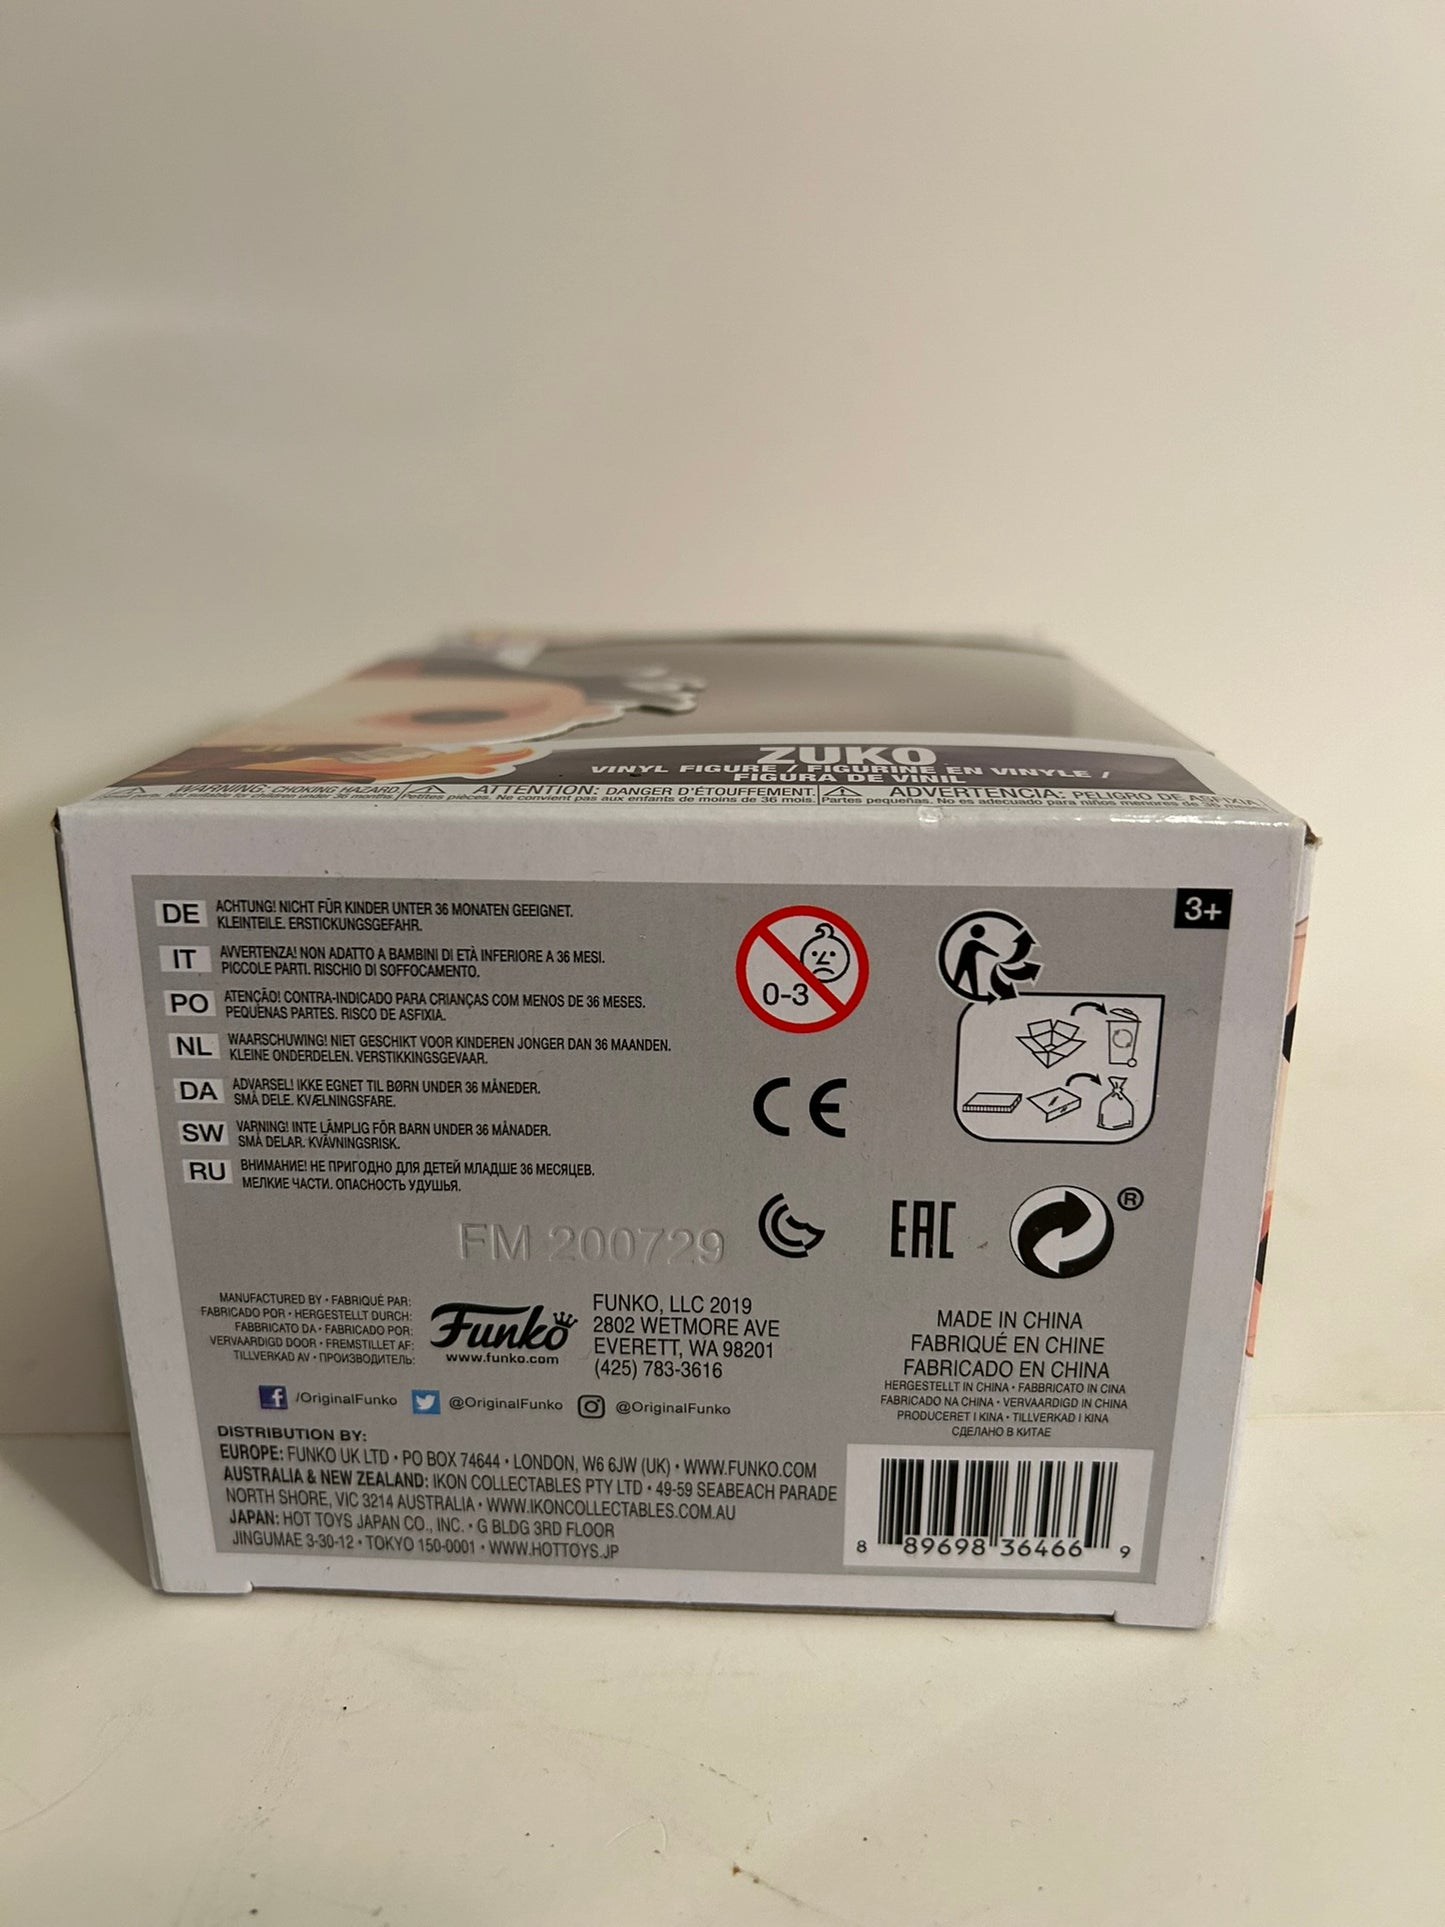 ZUKO
VINYL FIGURE / FIGURINE EN VINYLE /
FIGURA DE VINIL
WARNING: CHOKING HAZARD.
Small parts. Not suitable for children under 36 months.
ATTENTION: DANGER D'ÉTOUFFEMENT.
Petites pièces. Ne convient pas aux enfants de moins de 36 mois.
ADVERTENCIA: PELIGRO DE ASFIXIA
Partes pequeñas. No es adecuado para niños menores de 36
DE ACHTUNG! NICHT FÜR KINDER UNTER 36 MONATEN GEEIGNET.
KLEINTEILE. ERSTICKUNGSGEFAHR.
IT AVVERTENZA! NON ADATTO A BAMBINI DI ETÀ INFERIORE A 36 MESI.
PICCOLE PARTI. RISCHIO DI SOFFOCAMENTO.
PO ATENÇÃO! CONTRA-INDICADO PARA CRIANÇAS COM MENOS DE 36 MESES.
PEQUENAS PARTES. RISCO DE ASFIXIA.
NL WAARSCHUWING! NIET GESCHIKT VOOR KINDEREN JONGER DAN 36 MAANDEN.
KLEINE ONDERDELEN. VERSTIKKINGSGEVAAR.
DA ADVARSEL! IKKE EGNET TIL BØRN UNDER 36 MÅNEDER.
SMÅ DELE. KVÆLNINGSFARE.
SW VARNING! INTE LÄMPLIG FÖR BARN UNDER 36 MÅNADER.
SMÅ DELAR. KVÄVNINGSRISK.
RU ВНИМАНИЕ! НЕ ПРИГОДНО ДЛЯ ДЕТЕЙ МЛАДШЕ 36 МЕСЯЦЕВ.
МЕЛКИЕ ЧАСТИ. ОПАСНОСТЬ УДУШЬЯ.
0-3
3+
CE
EAC
®
FM 200729
MANUFACTURED BY • FABRIQUÉ PAR:
FABRICADO POR • HERGESTELLT DURCH:
FABBRICATO DA • FABRICADO POR:
VERVAARDIGD DOOR • FREMSTILLET AF:
TILLVERKAD AV • ПРОИЗВОДИТЕЛЬ:
Funko
www.funko.com
FUNKO, LLC 2019
2802 WETMORE AVE
EVERETT, WA 98201
(425) 783-3616
/OriginalFunko @OriginalFunko @OriginalFunko
MADE IN CHINA
FABRIQUÉ EN CHINE
FABRICADO EN CHINA
HERGESTELLT IN CHINA • FABBRICATO IN CINA
FABRICADO NA CHINA • VERVAARDIGD IN CHINA
PRODUCERET I KINA • TILLVERKAD I KINA
СДЕЛАНО В КИТАЕ
DISTRIBUTION BY:
EUROPE: FUNKO UK LTD • PO BOX 74644 • LONDON, W6 6JW (UK) • WWW.FUNKO.COM
AUSTRALIA & NEW ZEALAND: IKON COLLECTABLES PTY LTD • 49-59 SEABEACH PARADE
NORTH SHORE, VIC 3214 AUSTRALIA • WWW.IKONCOLLECTABLES.COM.AU
JAPAN: HOT TOYS JAPAN CO., INC. • G BLDG 3RD FLOOR
JINGUMAE 3-30-12 • TOKYO 150-0001 • WWW.HOTTOYS.JP
8 89698 36466 9